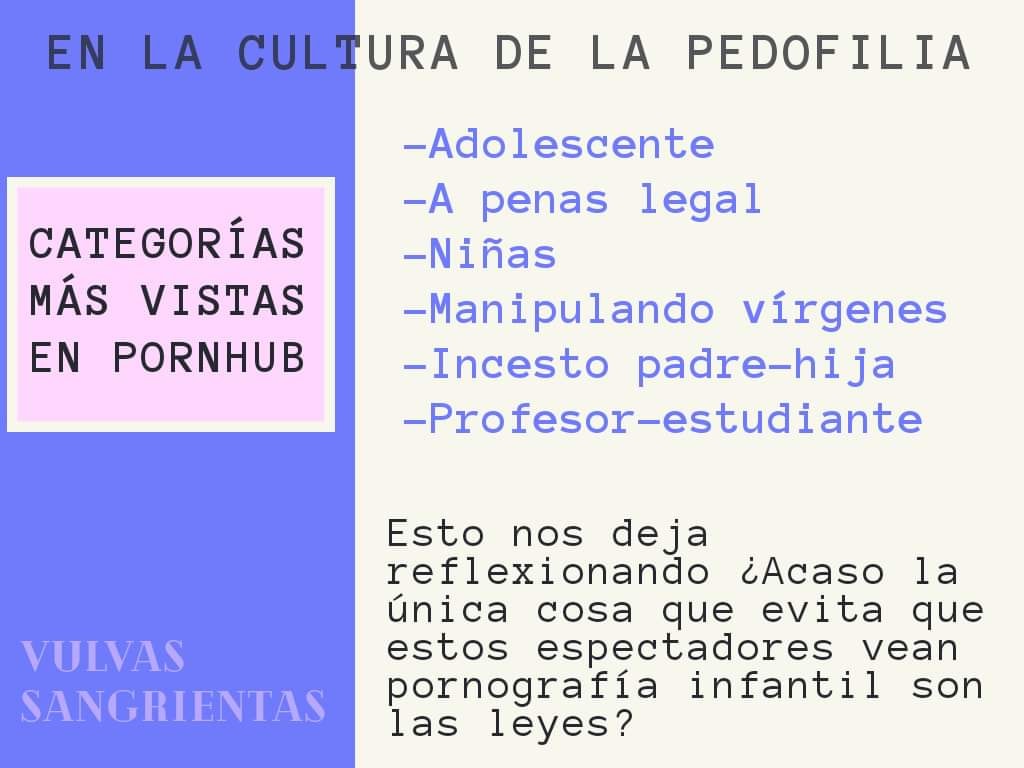 EN LA CULTURA DE LA PEDOFILIA
CATEGORÍAS
MÁS VISTAS
EN PORNHUB
-Adolescente
-A penas legal
-Niñas
-Manipulando vírgenes
-Incesto padre-hija
-Profesor-estudiante
Esto nos deja
reflexionando ¿Acaso la
única cosa que evita que
estos espectadores vean
pornografía infantil son
las leyes?
VULVAS
SANGRIENTAS